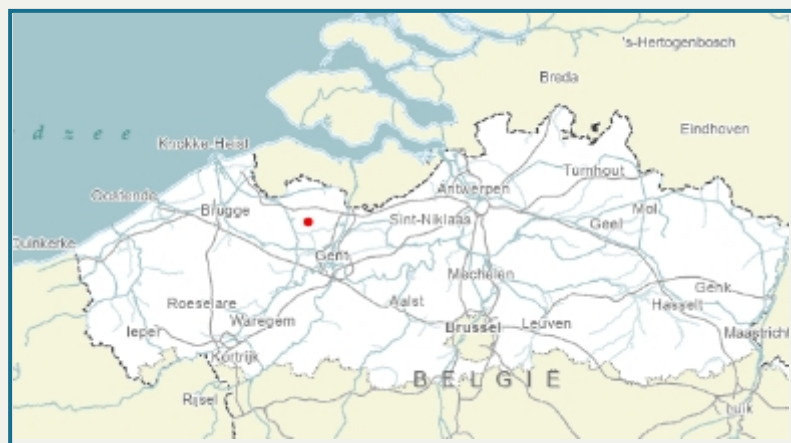 's-Hertogenbosch
Breda
dzee
Eindhoven
Knokke-Heist
Turnhout
Antwerpen
Oostende
Mol
Brugge
Sint-Niklaas
Geel
Duinkerke
Gent
Mechelen
Genk
Aalst
Roeselare
Hasselt
Waregem
Brussel
Leuven
Ieper
Maastricht
Kortrijk
BELGIË
Rijsel
Luik